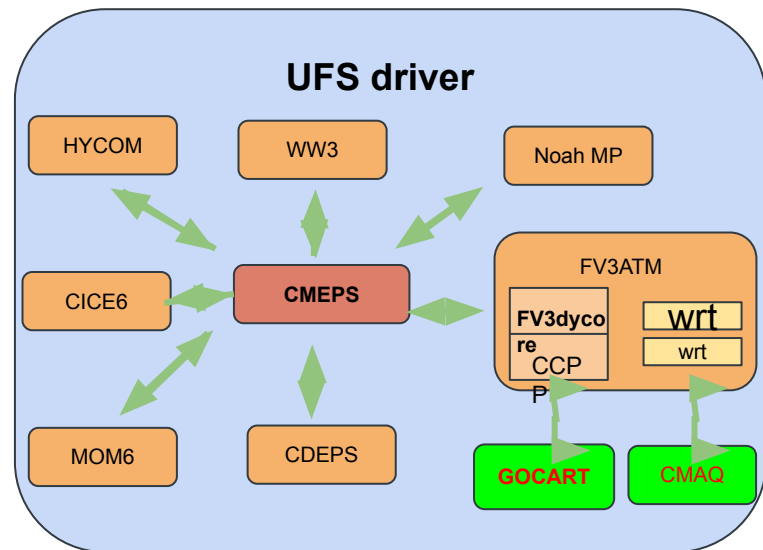 UFS driver
HYCOM
WW3
Noah MP
FV3ATM
CICE6
CMEPS
FV3dyco
re
CCP
P
wrt
wrt
MOM6
CDEPS
GOCART
CMAQ